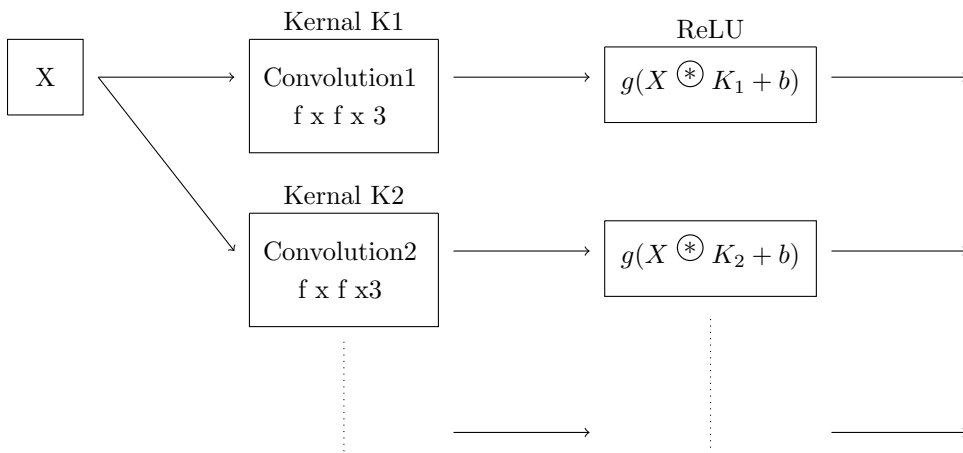 Kernal K1
ReLU
X
Convolution1
f x f x 3
g(X ⊛ K₁ + b)
Kernal K2
Convolution2
f x f x3
g(X ⊛ K₂ + b)